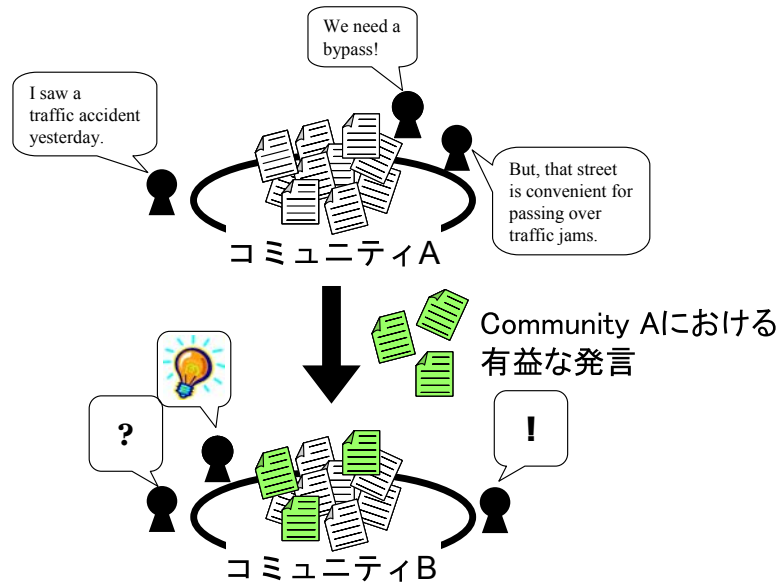 We need a
bypass!
I saw a
traffic accident
yesterday.
But, that street
is convenient for
passing over
traffic jams.
コミュニティA
Community Aにおける
有益な発言
?
!
コミュニティB